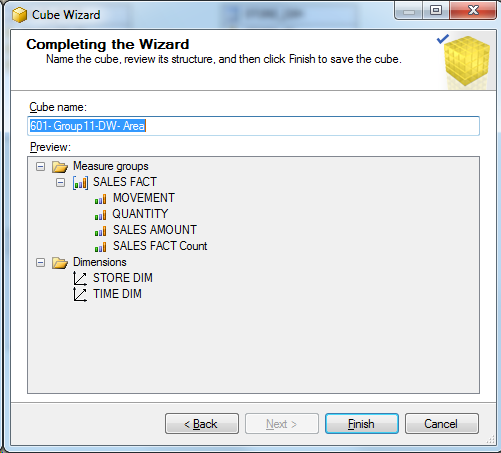 Cube Wizard
Completing the Wizard
Name the cube, review its structure, and then click Finish to save the cube.
Cube name:
601- Group11-DW- Area
Preview:
Measure groups
SALES FACT
MOVEMENT
QUANTITY
SALES AMOUNT
SALES FACT Count
Dimensions
STORE DIM
TIME DIM
< Back
Next >
Finish
Cancel